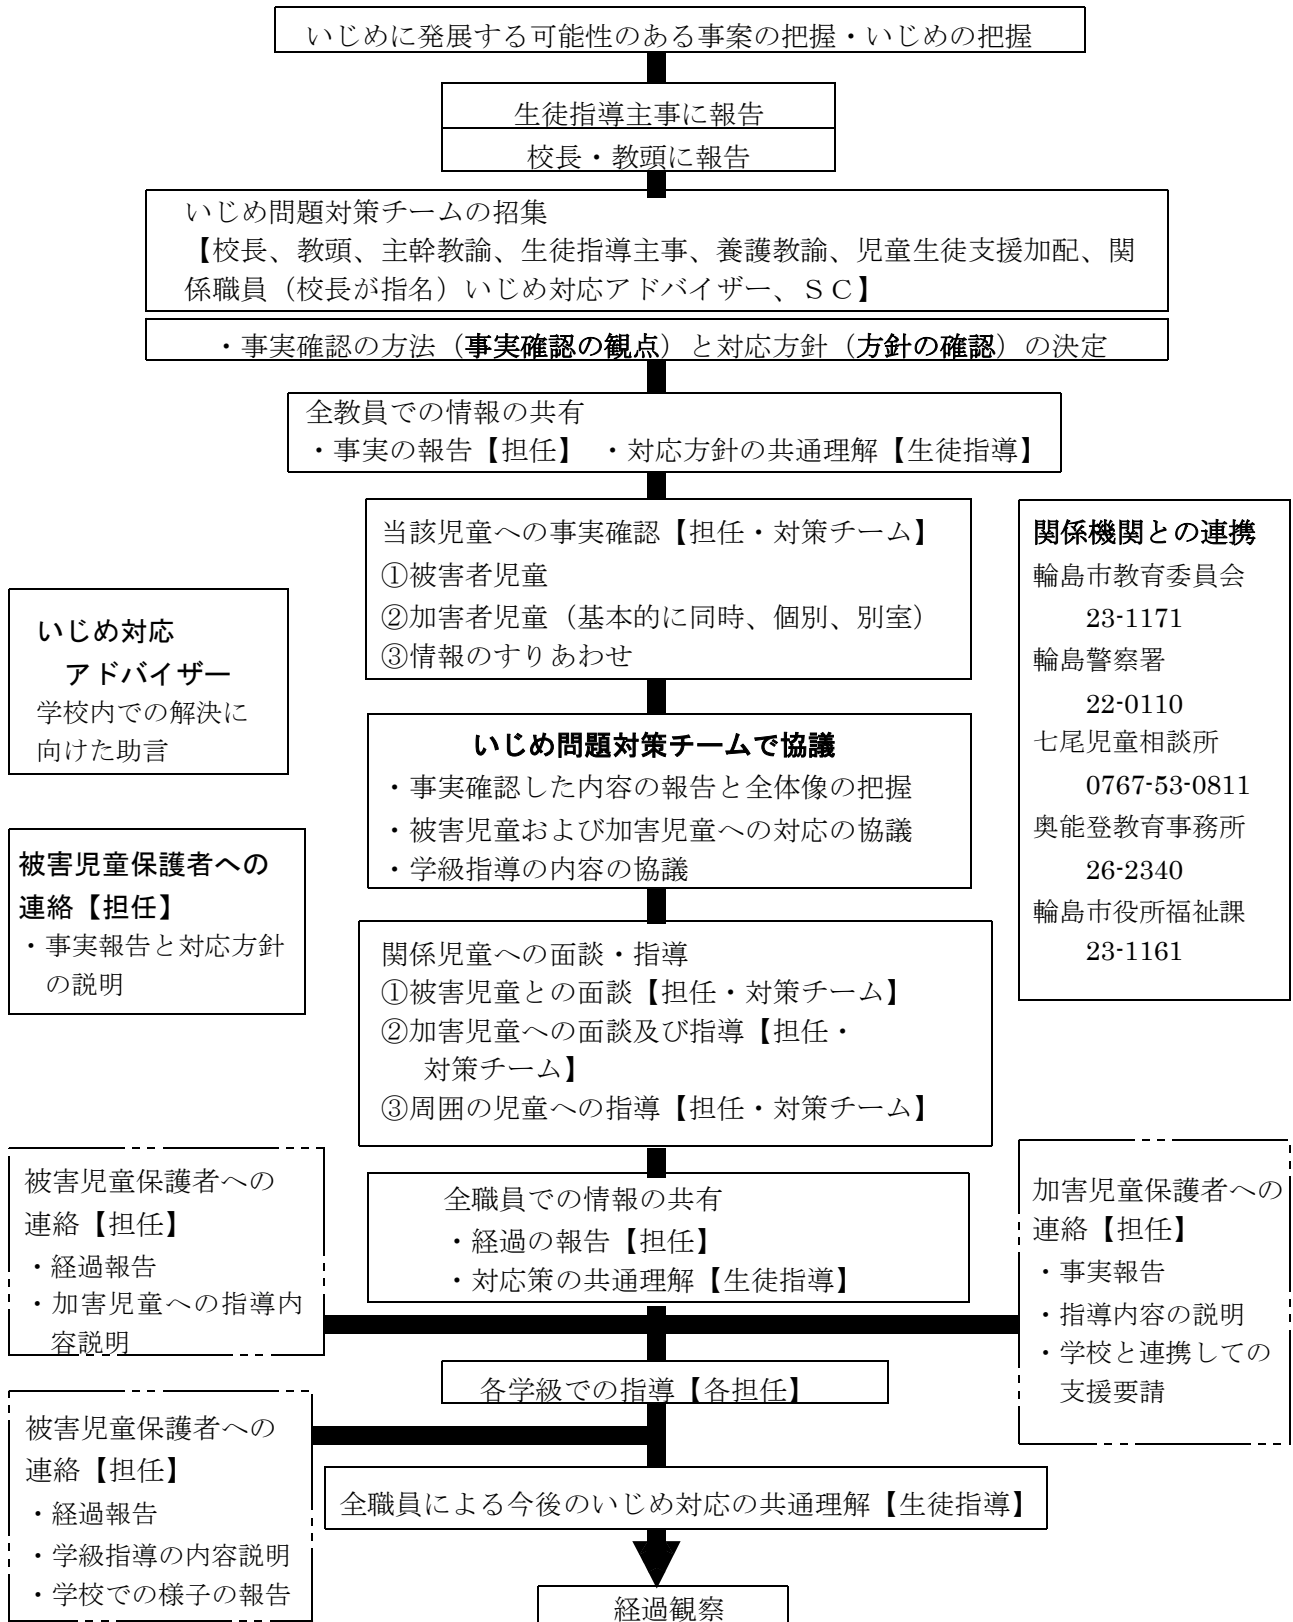 いじめに発展する可能性のある事案の把握・いじめの把握
生徒指導主事に報告
校長・教頭に報告
いじめ問題対策チームの招集
【校長、教頭、主幹教諭、生徒指導主事、養護教諭、児童生徒支援加配、関
係職員（校長が指名）いじめ対応アドバイザー、ＳＣ】
・事実確認の方法（事実確認の観点）と対応方針（方針の確認）の決定
全教員での情報の共有
・事実の報告【担任】 ・対応方針の共通理解【生徒指導】
当該児童への事実確認【担任・対策チーム】
①被害者児童
②加害者児童（基本的に同時、個別、別室）
③情報のすりあわせ
関係機関との連携
輪島市教育委員会
23-1171
輪島警察署
22-0110
七尾児童相談所
0767-53-0811
奥能登教育事務所
26-2340
輪島市役所福祉課
23-1161
いじめ対応
アドバイザー
学校内での解決に
向けた助言
いじめ問題対策チームで協議
・事実確認した内容の報告と全体像の把握
・被害児童および加害児童への対応の協議
・学級指導の内容の協議
被害児童保護者への
連絡【担任】
・事実報告と対応方針
の説明
関係児童への面談・指導
①被害児童との面談【担任・対策チーム】
②加害児童への面談及び指導【担任・
対策チーム】
③周囲の児童への指導【担任・対策チーム】
被害児童保護者への
連絡【担任】
・経過報告
・加害児童への指導内
容説明
全職員での情報の共有
・経過の報告【担任】
・対応策の共通理解【生徒指導】
加害児童保護者への
連絡【担任】
・事実報告
・指導内容の説明
・学校と連携しての
支援要請
各学級での指導【各担任】
被害児童保護者への
連絡【担任】
・経過報告
・学級指導の内容説明
・学校での様子の報告
全職員による今後のいじめ対応の共通理解【生徒指導】
経過観察